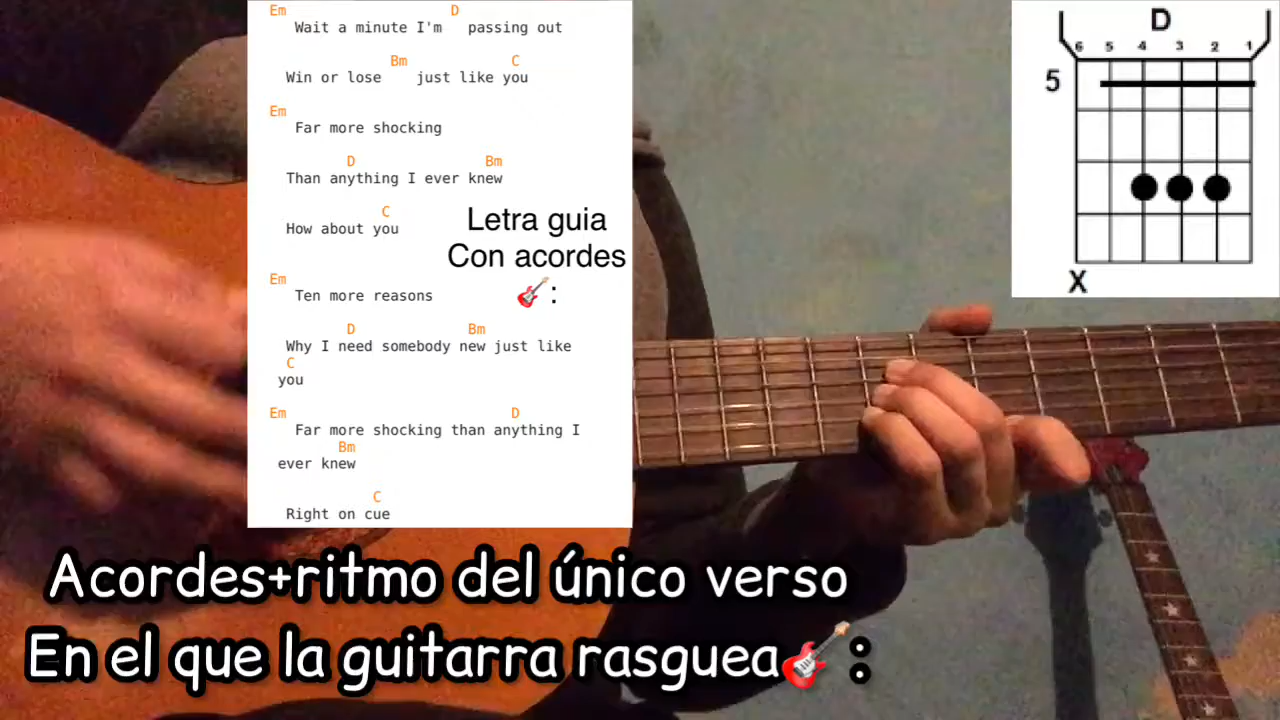 Em D
Wait a minute I'm passing out
Bm C
Win or lose just like you
Em
Far more shocking
D Bm
Than anything I ever knew
C
How about you
Em
Ten more reasons
D Bm
Why I need somebody new just like
C
you
Em D
Far more shocking than anything I
Bm
ever knew
C
Right on cue
Letra guia
Con acordes
🎸:
D
6 5 4 3 2 1
5
X
Acordes+ritmo del único verso
En el que la guitarra rasguea🎸: